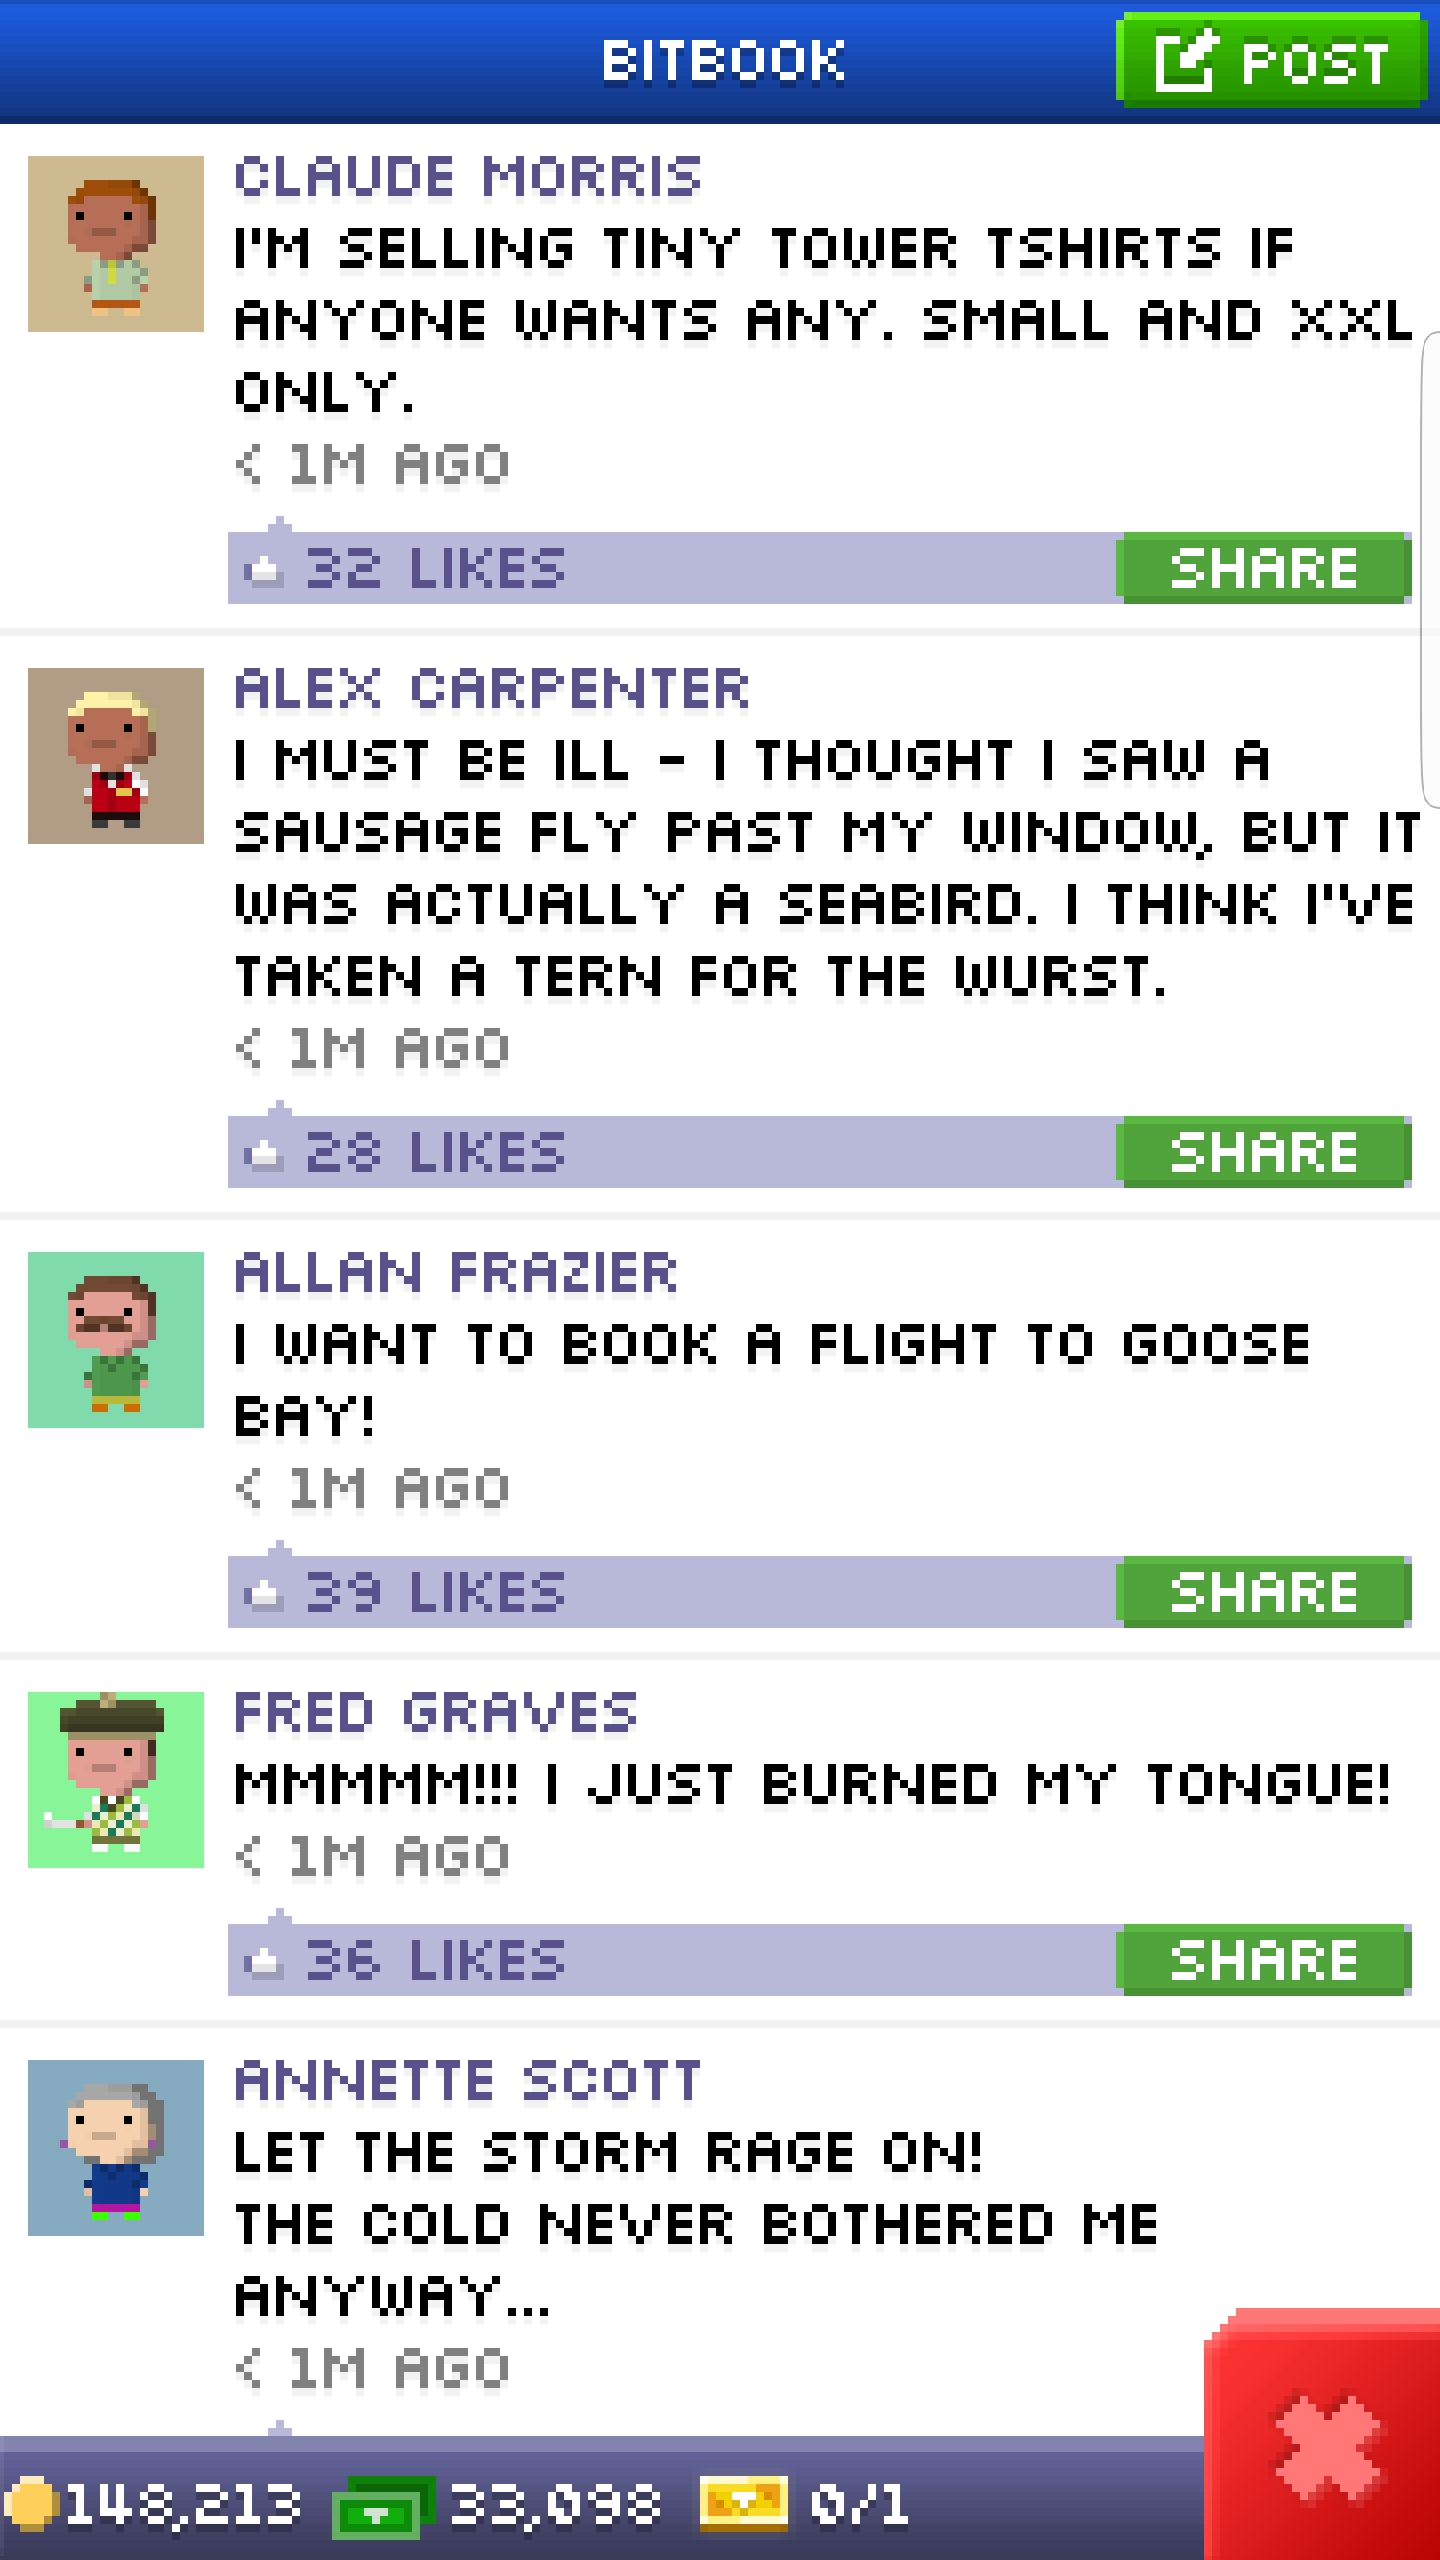 BITBOOK
POST
CLAUDE MORRIS
I'M SELLING TINY TOWER TSHIRTS IF
ANYONE WANTS ANY. SMALL AND XXL
ONLY.
< 1M AGO
32 LIKES
SHARE
ALEX CARPENTER
I MUST BE ILL - I THOUGHT I SAW A
SAUSAGE FLY PAST MY WINDOW, BUT IT
WAS ACTUALLY A SEABIRD. I THINK I'VE
TAKEN A TERN FOR THE WURST.
< 1M AGO
28 LIKES
SHARE
ALLAN FRAZIER
I WANT TO BOOK A FLIGHT TO GOOSE
BAY!
< 1M AGO
39 LIKES
SHARE
FRED GRAVES
MMMMM!!! I JUST BURNED MY TONGUE!
< 1M AGO
36 LIKES
SHARE
ANNETTE SCOTT
LET THE STORM RAGE ON!
THE COLD NEVER BOTHERED ME
ANYWAY...
< 1M AGO
148,213
33,098
0/1